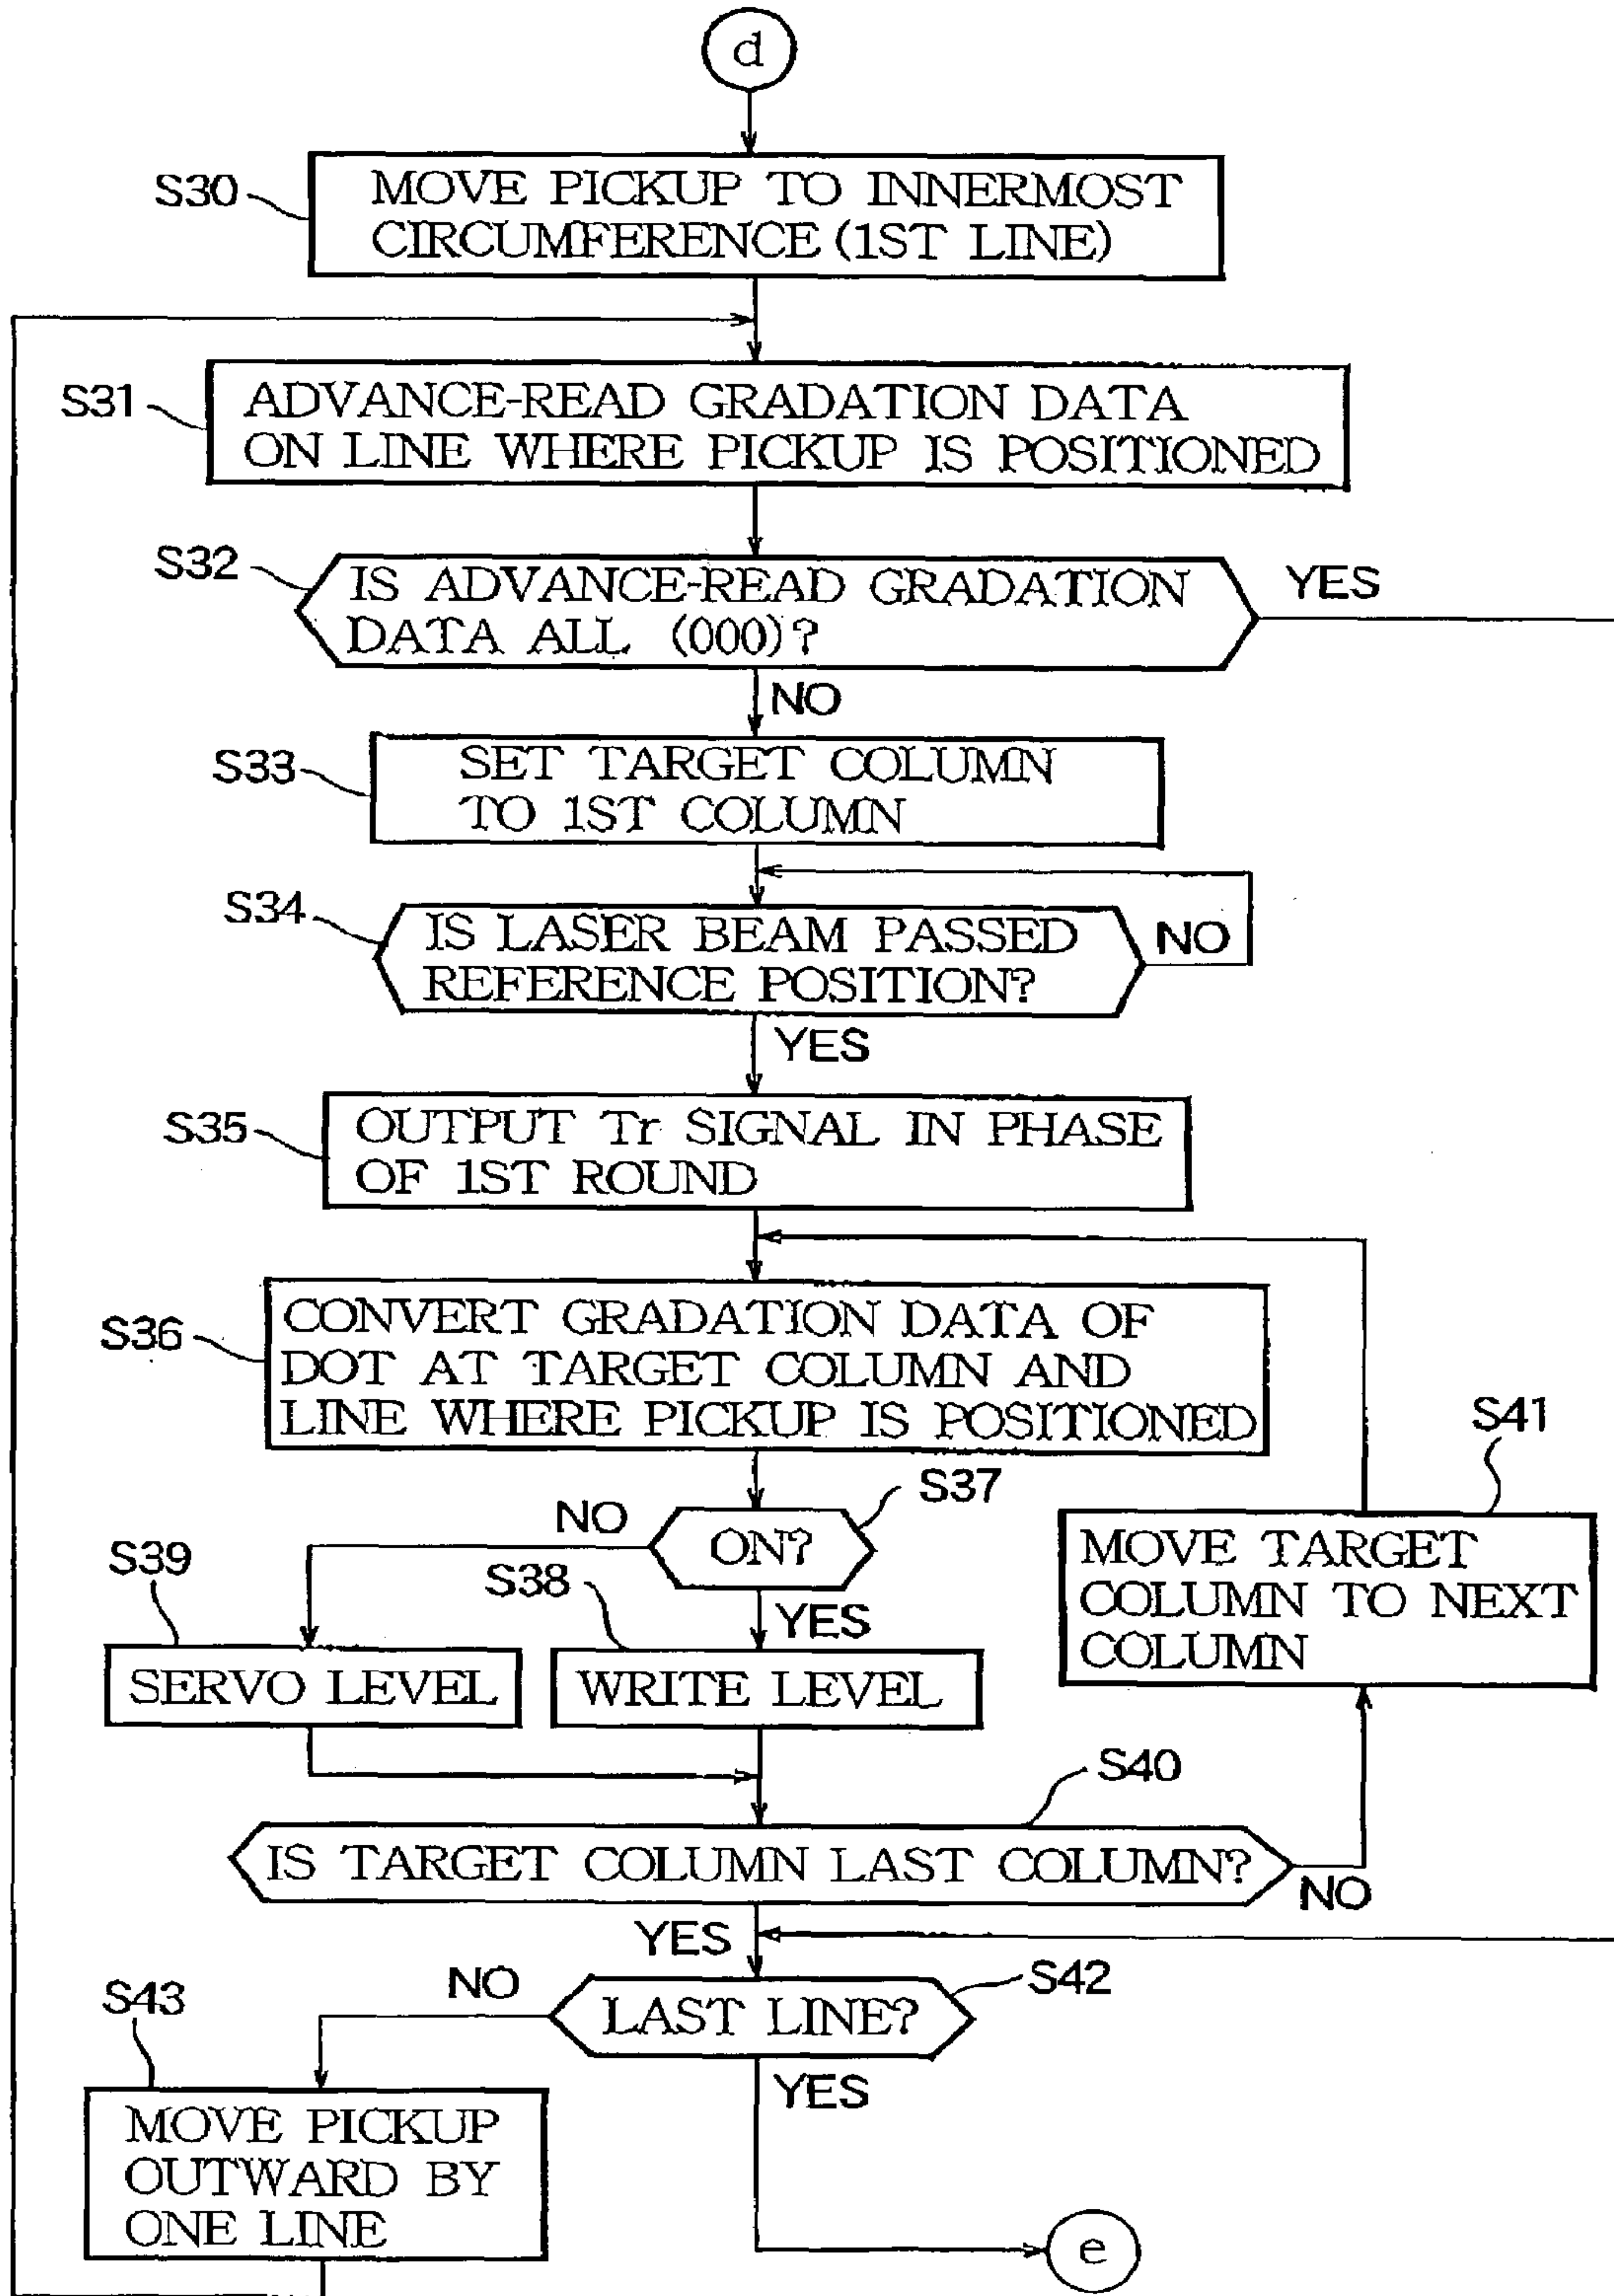 d
S30
MOVE PICKUP TO INNERMOST
CIRCUMFERENCE (1ST LINE)
S31
ADVANCE-READ GRADATION DATA
ON LINE WHERE PICKUP IS POSITIONED
S32
IS ADVANCE-READ GRADATION
DATA ALL (000)?
YES
NO
S33
SET TARGET COLUMN
TO 1ST COLUMN
S34
IS LASER BEAM PASSED
REFERENCE POSITION?
NO
YES
S35
OUTPUT Tr SIGNAL IN PHASE
OF 1ST ROUND
S36
CONVERT GRADATION DATA OF
DOT AT TARGET COLUMN AND
LINE WHERE PICKUP IS POSITIONED
S37
ON?
NO
YES
S39
SERVO LEVEL
S38
WRITE LEVEL
S41
MOVE TARGET
COLUMN TO NEXT
COLUMN
S40
IS TARGET COLUMN LAST COLUMN?
NO
YES
S42
LAST LINE?
NO
YES
S43
MOVE PICKUP
OUTWARD BY
ONE LINE
e